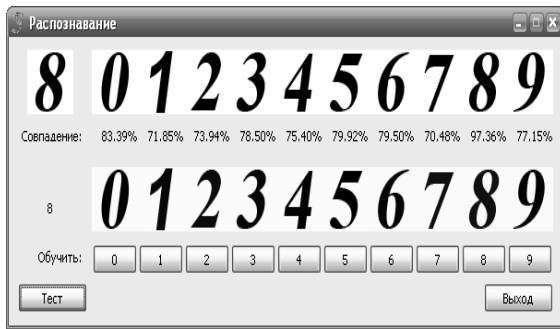 Распознавание
8 0 1 2 3 4 5 6 7 8 9
Совпадение: 83.39% 71.85% 73.94% 78.50% 75.40% 79.92% 79.50% 70.48% 97.36% 77.15%
8 0 1 2 3 4 5 6 7 8 9
Обучить: 0 1 2 3 4 5 6 7 8 9
Тест Выход